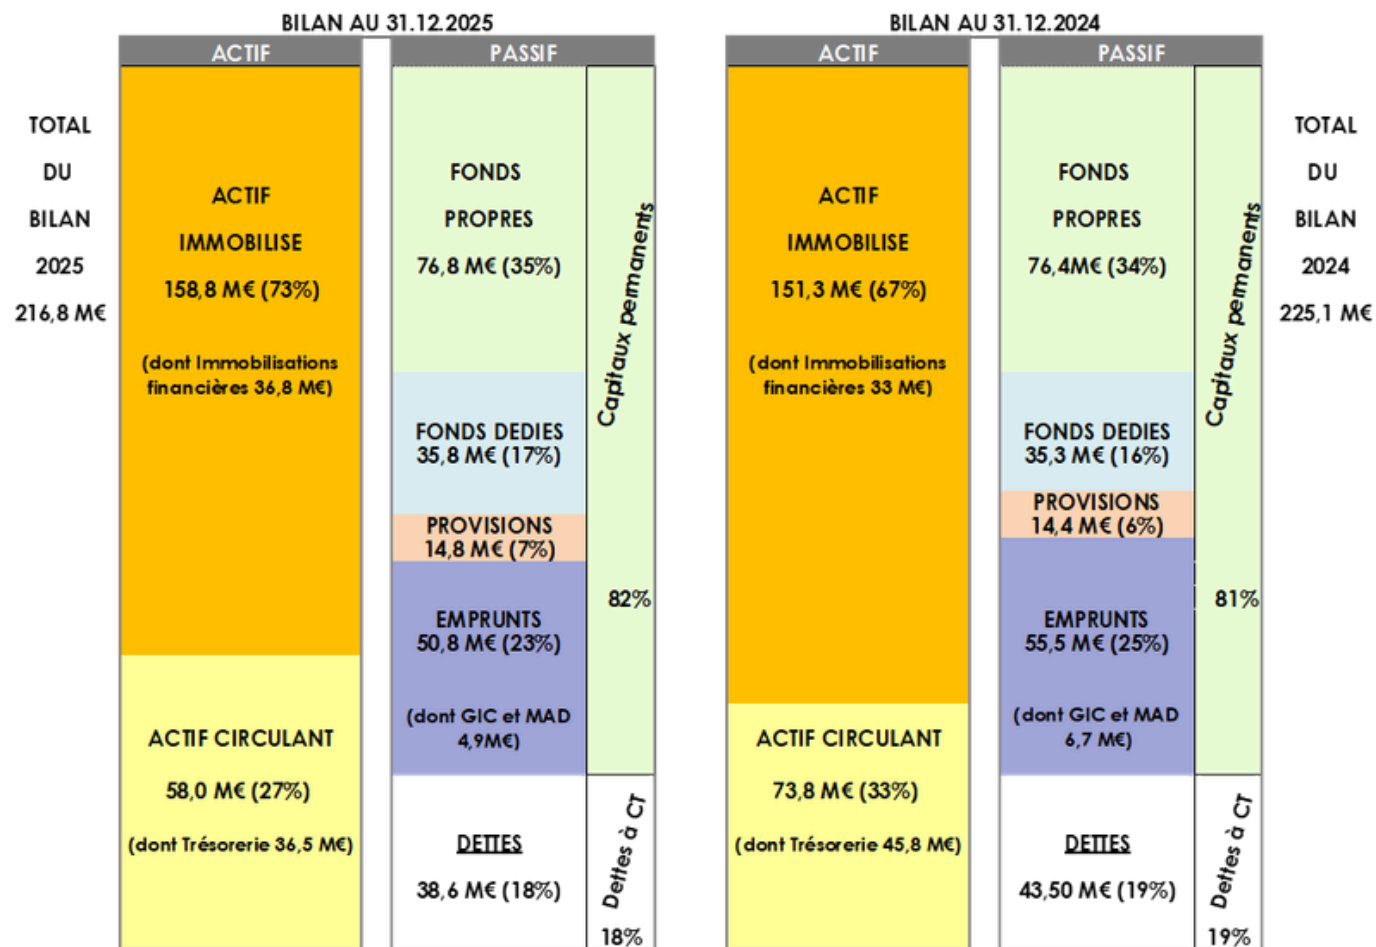 BILAN AU 31.12.2025
ACTIF
PASSIF
TOTAL
DU
BILAN
2025
216,8 M€
ACTIF
IMMOBILISE
158,8 M€ (73%)
(dont Immobilisations
financières 36,8 M€)
ACTIF CIRCULANT
58,0 M€ (27%)
(dont Trésorerie 36,5 M€)
FONDS
PROPRES
76,8 M€ (35%)
FONDS DEDIES
35,8 M€ (17%)
PROVISIONS
14,8 M€ (7%)
EMPRUNTS
50,8 M€ (23%)
(dont GIC et MAD
4,9M€)
DETTES
38,6 M€ (18%)
Capitaux permanents
82%
Dettes à CT
18%
BILAN AU 31.12.2024
ACTIF
PASSIF
ACTIF
IMMOBILISE
151,3 M€ (67%)
(dont Immobilisations
financières 33 M€)
ACTIF CIRCULANT
73,8 M€ (33%)
(dont Trésorerie 45,8 M€)
FONDS
PROPRES
76,4M€ (34%)
FONDS DEDIES
35,3 M€ (16%)
PROVISIONS
14,4 M€ (6%)
EMPRUNTS
55,5 M€ (25%)
(dont GIC et MAD
6,7 M€)
DETTES
43,50 M€ (19%)
Capitaux permanents
81%
Dettes à CT
19%
TOTAL
DU
BILAN
2024
225,1 M€